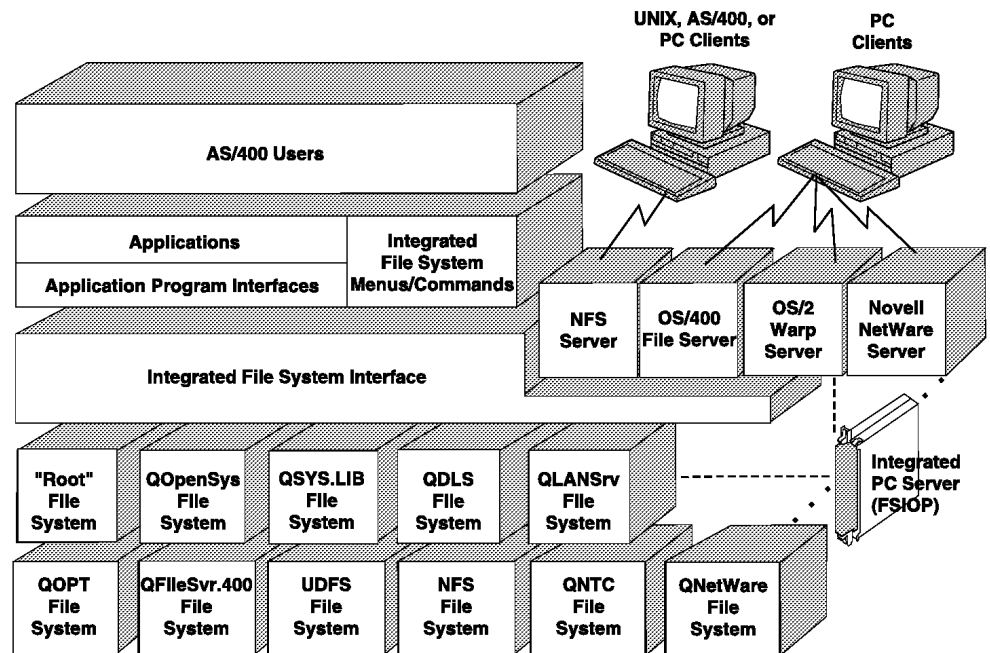 UNIX, AS/400, or
PC Clients
PC
Clients
AS/400 Users
Applications
Application Program Interfaces
Integrated
File System
Menus/Commands
NFS
Server
OS/400
File Server
OS/2
Warp
Server
Novell
NetWare
Server
Integrated File System Interface
"Root"
File
System
QOpenSys
File
System
QSYS.LIB
File
System
QDLS
File
System
QLANSrv
File
System
Integrated
PC Server
(FSIOP)
QOPT
File
System
QFileSvr.400
File
System
UDFS
File
System
NFS
File
System
QNTC
File
System
QNetWare
File
System